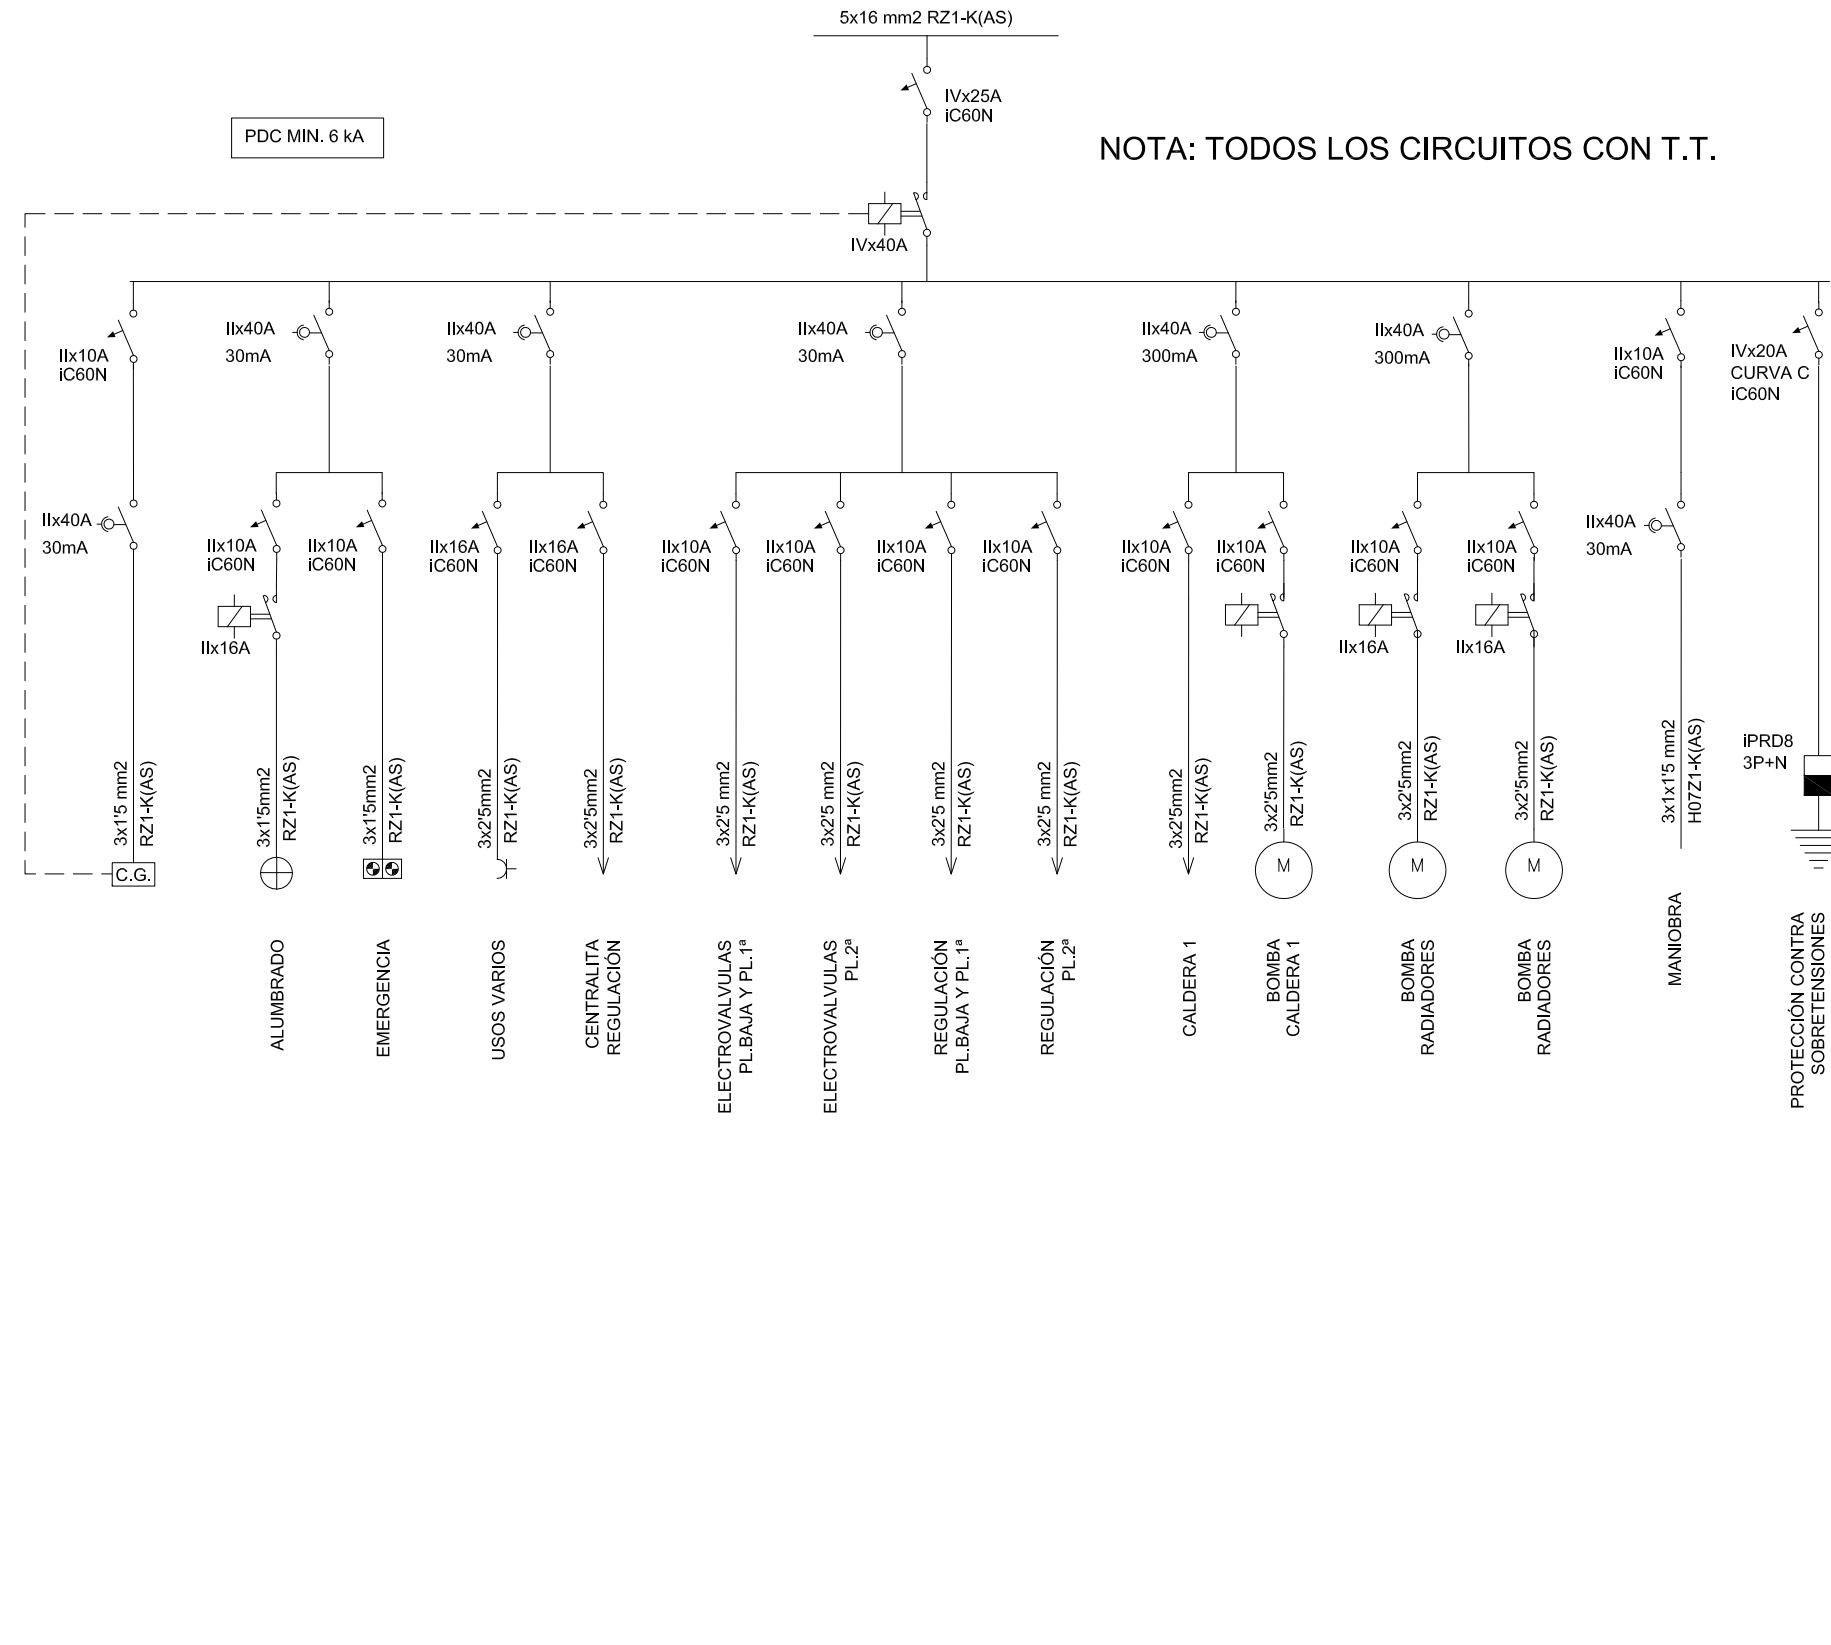 5x16 mm2 RZ1-K(AS)
IVx25A
iC60N
PDC MIN. 6 kA
NOTA: TODOS LOS CIRCUITOS CON T.T.
IVx40A
IIx10A
iC60N
IIx40A
30mA
IIx40A
30mA
IIx40A
30mA
IIx40A
300mA
IIx40A
300mA
IIx10A
iC60N
IVx20A
CURVA C
iC60N
IIx40A
30mA
IIx10A
iC60N
IIx10A
iC60N
IIx16A
iC60N
IIx16A
iC60N
IIx10A
iC60N
IIx10A
iC60N
IIx10A
iC60N
IIx10A
iC60N
IIx10A
iC60N
IIx10A
iC60N
IIx10A
iC60N
IIx10A
iC60N
IIx40A
30mA
IIx16A
IIx16A
IIx16A
3x1'5 mm2
RZ1-K(AS)
3x1'5mm2
RZ1-K(AS)
3x1'5mm2
RZ1-K(AS)
3x2'5mm2
RZ1-K(AS)
3x2'5mm2
RZ1-K(AS)
3x2'5 mm2
RZ1-K(AS)
3x2'5 mm2
RZ1-K(AS)
3x2'5 mm2
RZ1-K(AS)
3x2'5 mm2
RZ1-K(AS)
3x2'5mm2
RZ1-K(AS)
3x2'5mm2
RZ1-K(AS)
3x2'5mm2
RZ1-K(AS)
3x2'5mm2
RZ1-K(AS)
3x1x1'5 mm2
H07Z1-K(AS)
iPRD8
3P+N
C.G.
M
M
M
ALUMBRADO
EMERGENCIA
USOS VARIOS
CENTRALITA
REGULACIÓN
ELECTROVALVULAS
PL.BAJA Y PL.1ª
ELECTROVALVULAS
PL.2ª
REGULACIÓN
PL.BAJA Y PL.1ª
REGULACIÓN
PL.2ª
CALDERA 1
BOMBA
CALDERA 1
BOMBA
RADIADORES
BOMBA
RADIADORES
MANIOBRA
PROTECCIÓN CONTRA
SOBRETENSIONES